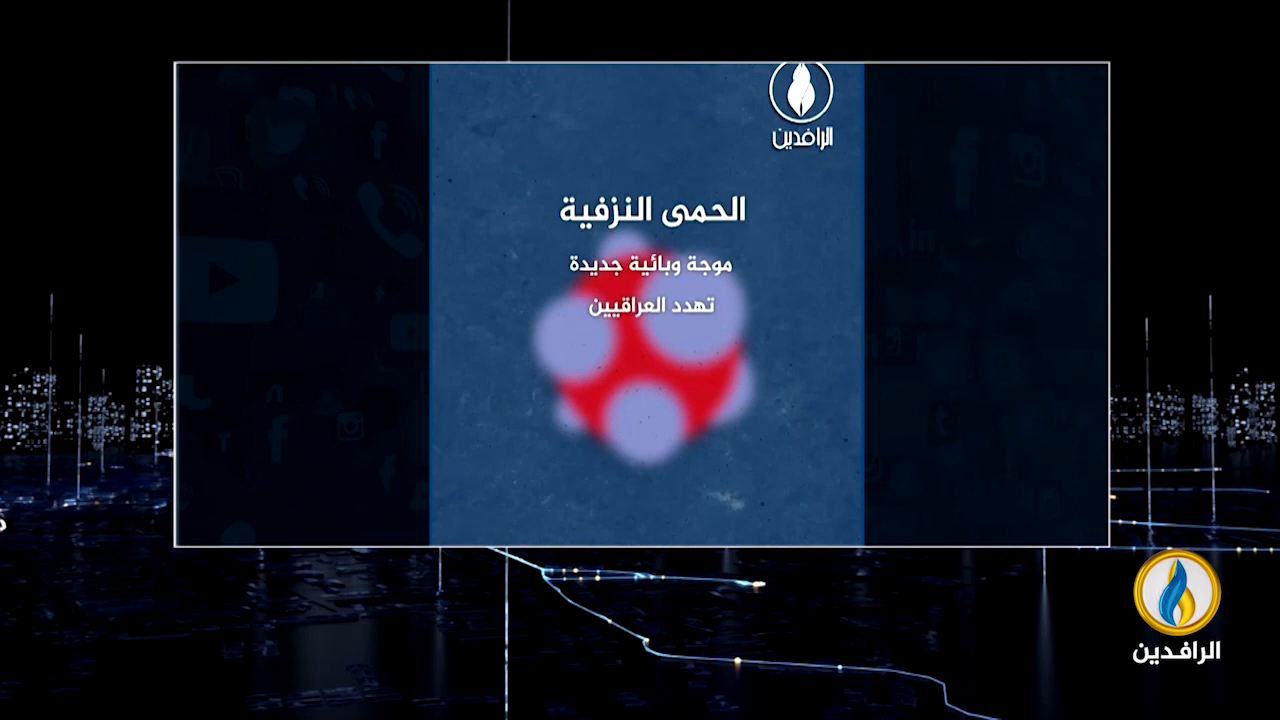 الرافدين
الحمى النزفية
موجة وبائية جديدة
تهدد العراقيين
الرافدين